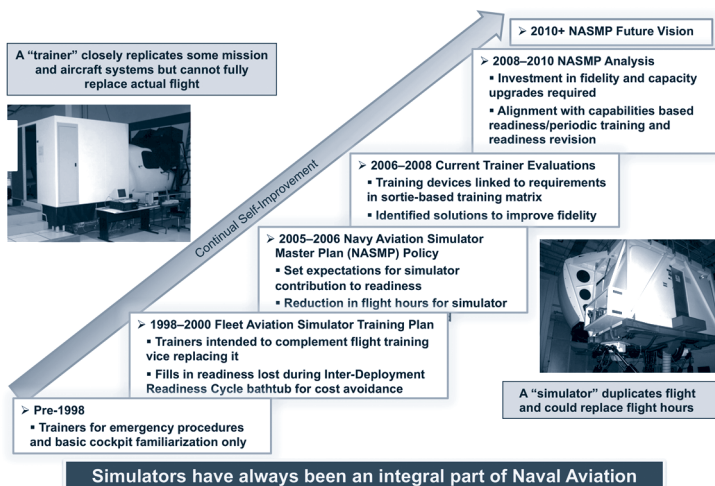 ➢ 2010+ NASMP Future Vision
A “trainer” closely replicates some mission
and aircraft systems but cannot fully
replace actual flight
➢ 2008–2010 NASMP Analysis
▪ Investment in fidelity and capacity
upgrades required
▪ Alignment with capabilities based
readiness/periodic training and
readiness revision
Continual Self-Improvement
➢ 2006–2008 Current Trainer Evaluations
▪ Training devices linked to requirements
in sortie-based training matrix
▪ Identified solutions to improve fidelity
➢ 2005–2006 Navy Aviation Simulator
Master Plan (NASMP) Policy
▪ Set expectations for simulator
contribution to readiness
▪ Reduction in flight hours for simulator
➢ 1998–2000 Fleet Aviation Simulator Training Plan
▪ Trainers intended to complement flight training
vice replacing it
▪ Fills in readiness lost during Inter-Deployment
Readiness Cycle bathtub for cost avoidance
A “simulator” duplicates flight
and could replace flight hours
➢ Pre-1998
▪ Trainers for emergency procedures
and basic cockpit familiarization only
Simulators have always been an integral part of Naval Aviation